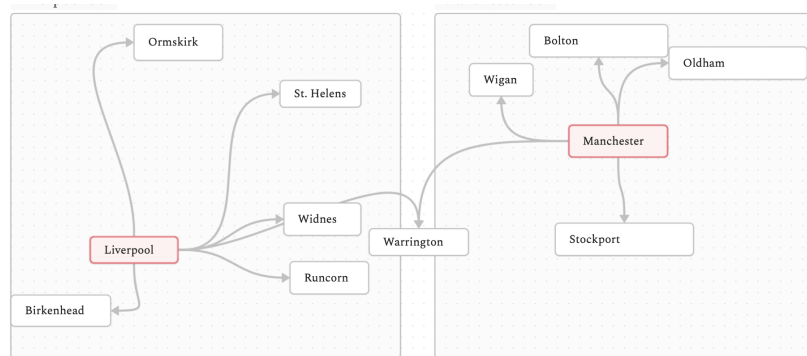 Ormskirk
St. Helens
Widnes
Liverpool
Runcorn
Birkenhead
Warrington
Bolton
Oldham
Wigan
Manchester
Stockport